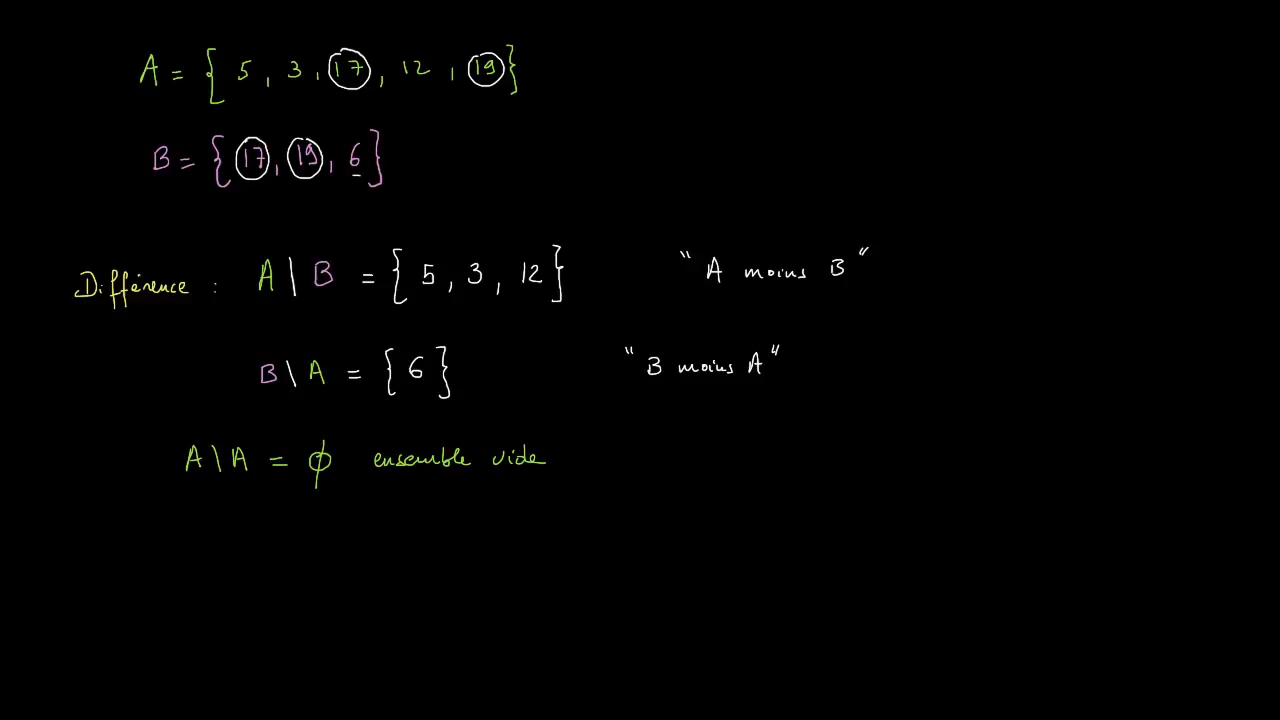 A = { 5 , 3 , 17 , 12 , 19 }
B = { 17 , 19 , 6 }
Différence : A \ B = { 5 , 3 , 12 } " A moins B "
B \ A = { 6 } " B moins A "
A \ A = ϕ ensemble vide